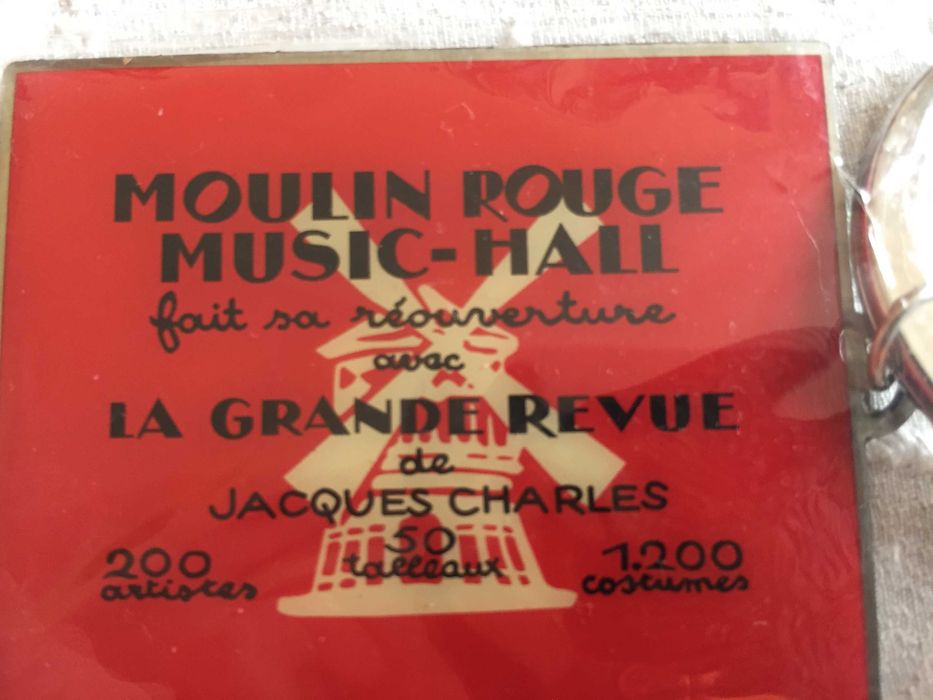 MOULIN ROUGE
MUSIC-HALL
fait sa réouverture
avec
LA GRANDE REVUE
de
JACQUES CHARLES
200 50 1.200
artistes tableaux costumes